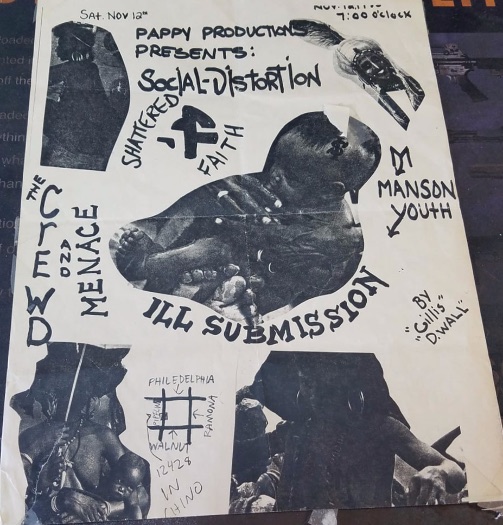 SAT. NOV 12th
7:00 O'CLOCK
PAPPY PRODUCTIONS
PRESENTS:
SOCIAL-DISTORTION
SHATTERED
FAITH
MANSON
YOUTH
THE
CREWD
AND
MENACE
ILL SUBMISSION
BY
"Gillis"
D.WALL
PHILADELPHIA
RAMONA
WALNUT
12428
IN
CHINO